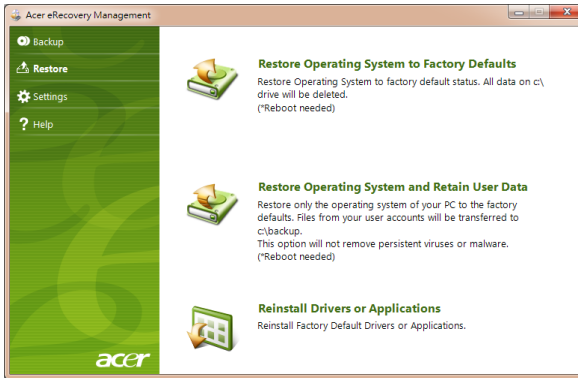 Acer eRecovery Management
Backup
Restore
Settings
Help
Restore Operating System to Factory Defaults
Restore Operating System to factory default status. All data on c:\
drive will be deleted.
(*Reboot needed)
Restore Operating System and Retain User Data
Restore only the operating system of your PC to the factory
defaults. Files from your user accounts will be transferred to
c:\backup.
This option will not remove persistent viruses or malware.
(*Reboot needed)
Reinstall Drivers or Applications
Reinstall Factory Default Drivers or Applications.
acer